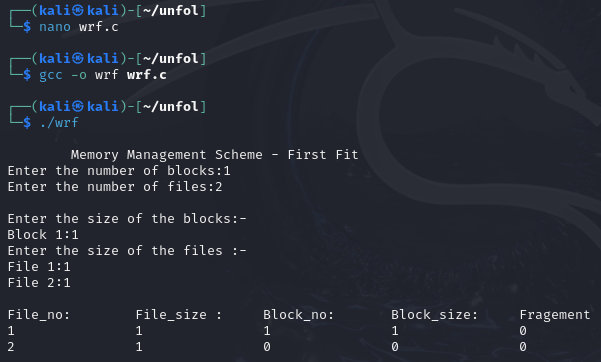 ┌──(kali㉿kali)-[~/unfol]
└─$ nano wrf.c
┌──(kali㉿kali)-[~/unfol]
└─$ gcc -o wrf wrf.c
┌──(kali㉿kali)-[~/unfol]
└─$ ./wrf
Memory Management Scheme - First Fit
Enter the number of blocks:1
Enter the number of files:2
Enter the size of the blocks:-
Block 1:1
Enter the size of the files :-
File 1:1
File 2:1
File_no: File_size : Block_no: Block_size: Fragement
1 1 1 1 0
2 1 0 0 0